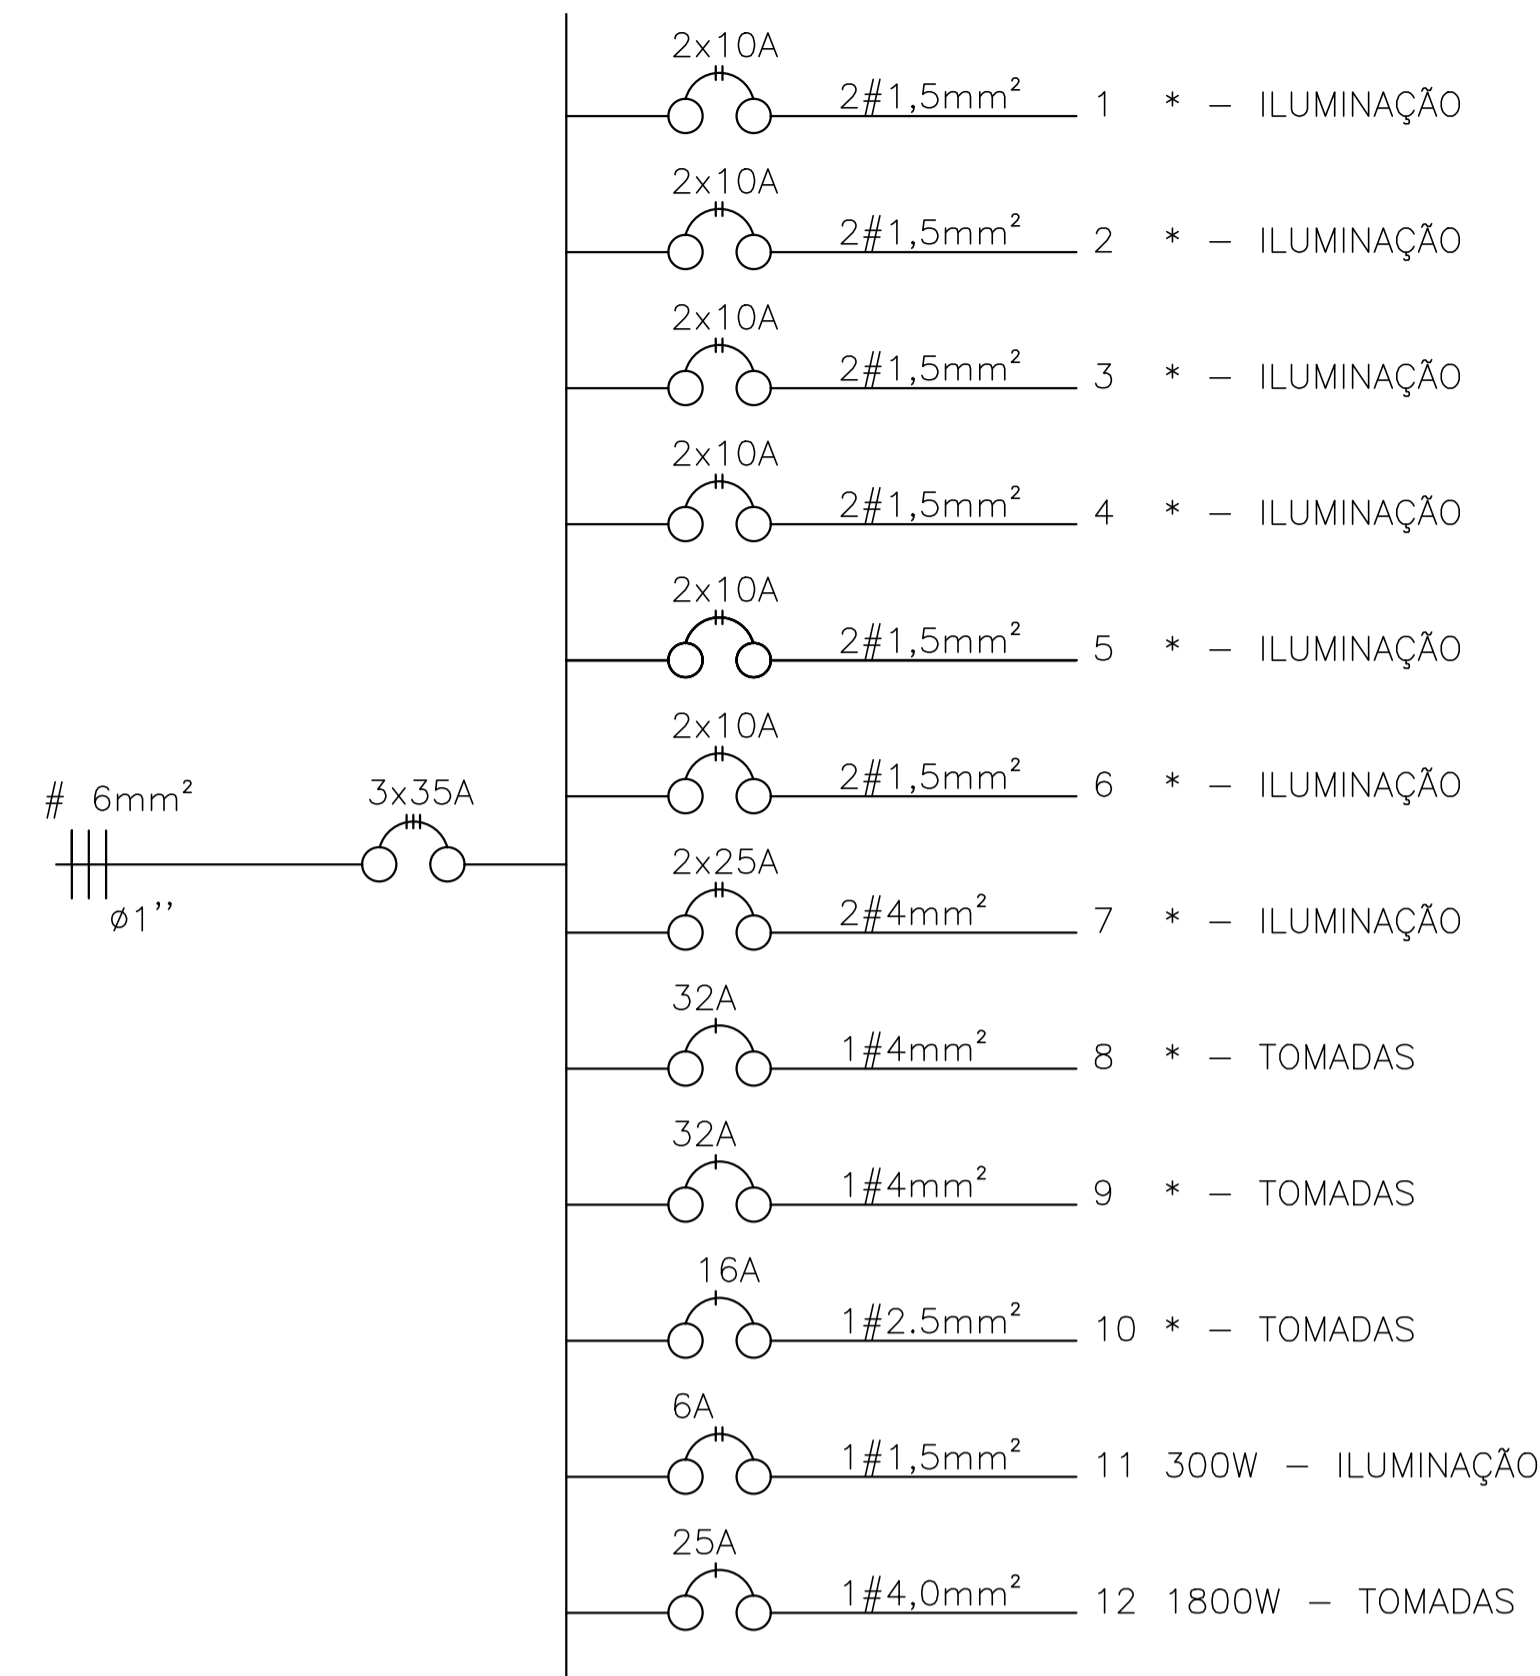 2x10A
2#1,5mm² 1 * – ILUMINAÇÃO
2x10A
2#1,5mm² 2 * – ILUMINAÇÃO
2x10A
2#1,5mm² 3 * – ILUMINAÇÃO
2x10A
2#1,5mm² 4 * – ILUMINAÇÃO
2x10A
2#1,5mm² 5 * – ILUMINAÇÃO
2x10A
2#1,5mm² 6 * – ILUMINAÇÃO
# 6mm² 3x35A
ø1’’
2x25A
2#4mm² 7 * – ILUMINAÇÃO
32A
1#4mm² 8 * – TOMADAS
32A
1#4mm² 9 * – TOMADAS
16A
1#2.5mm² 10 * – TOMADAS
6A
1#1,5mm² 11 300W – ILUMINAÇÃO
25A
1#4,0mm² 12 1800W – TOMADAS